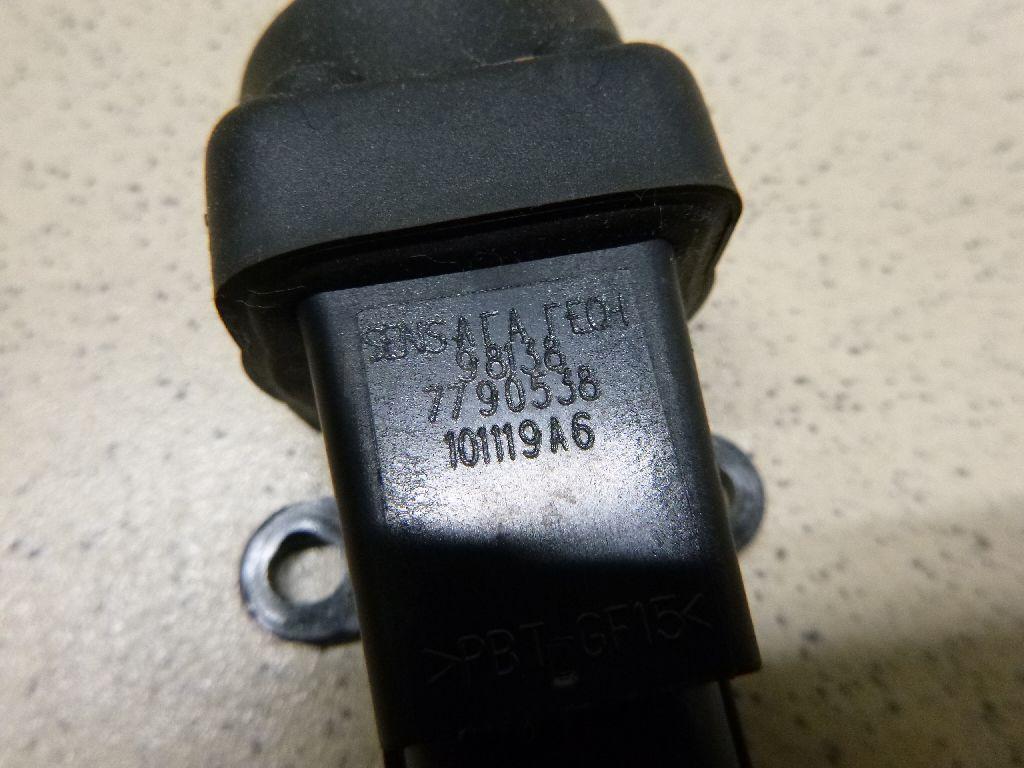 SENSATA TECH
98138
7790538
101119A6
>PBT-GF15<